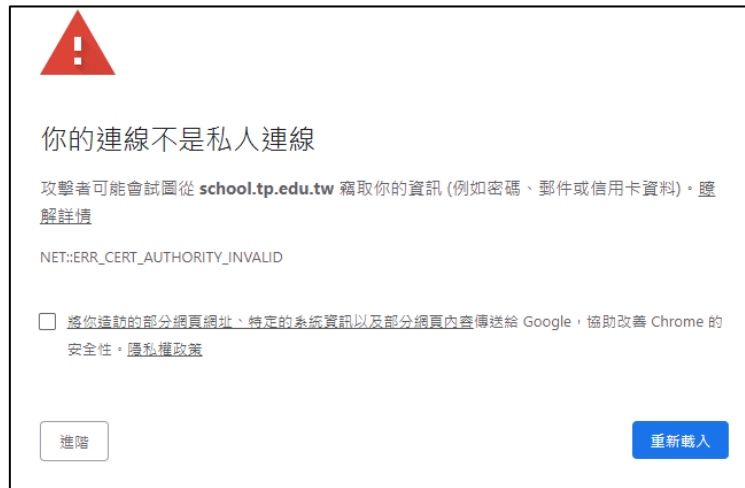 你的連線不是私人連線
攻擊者可能會試圖從 school.tp.edu.tw 竊取你的資訊 (例如密碼、郵件或信用卡資料)。瞭
解詳情
NET::ERR_CERT_AUTHORITY_INVALID
將你造訪的部分網頁網址、特定的系統資訊以及部分網頁內容傳送給 Google，協助改善 Chrome 的
安全性。隱私權政策
進階
重新載入